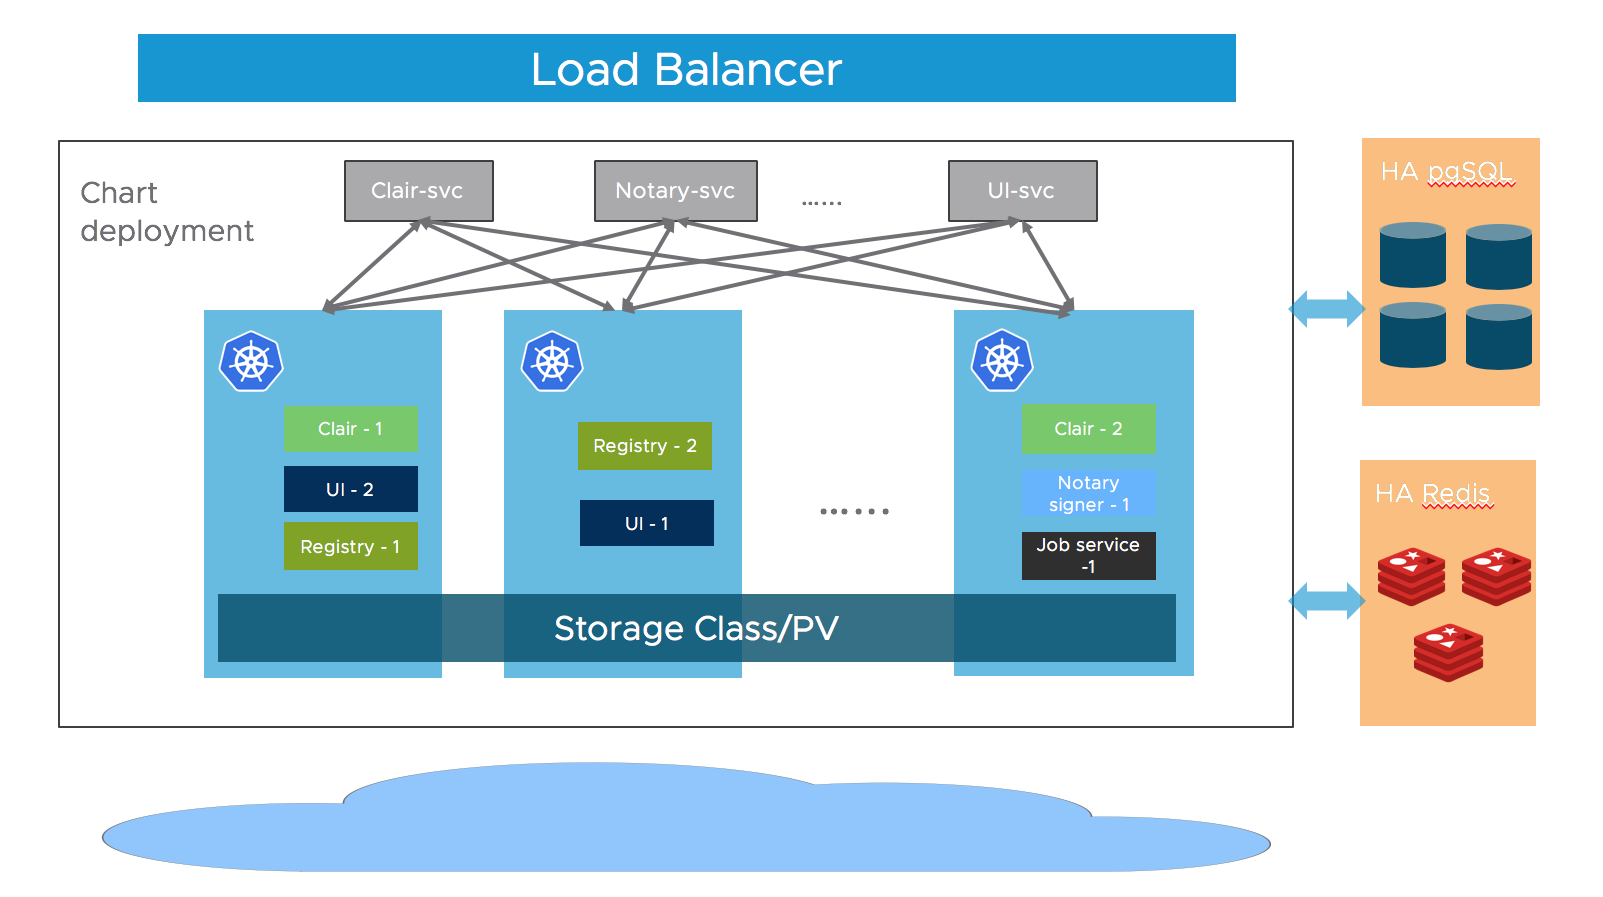 Load Balancer
Chart
deployment
Clair-svc
Notary-svc
......
UI-svc
HA pgSQL
Clair - 1
UI - 2
Registry - 1
Registry - 2
UI - 1
......
Clair - 2
Notary
signer - 1
Job service
-1
Storage Class/PV
HA Redis